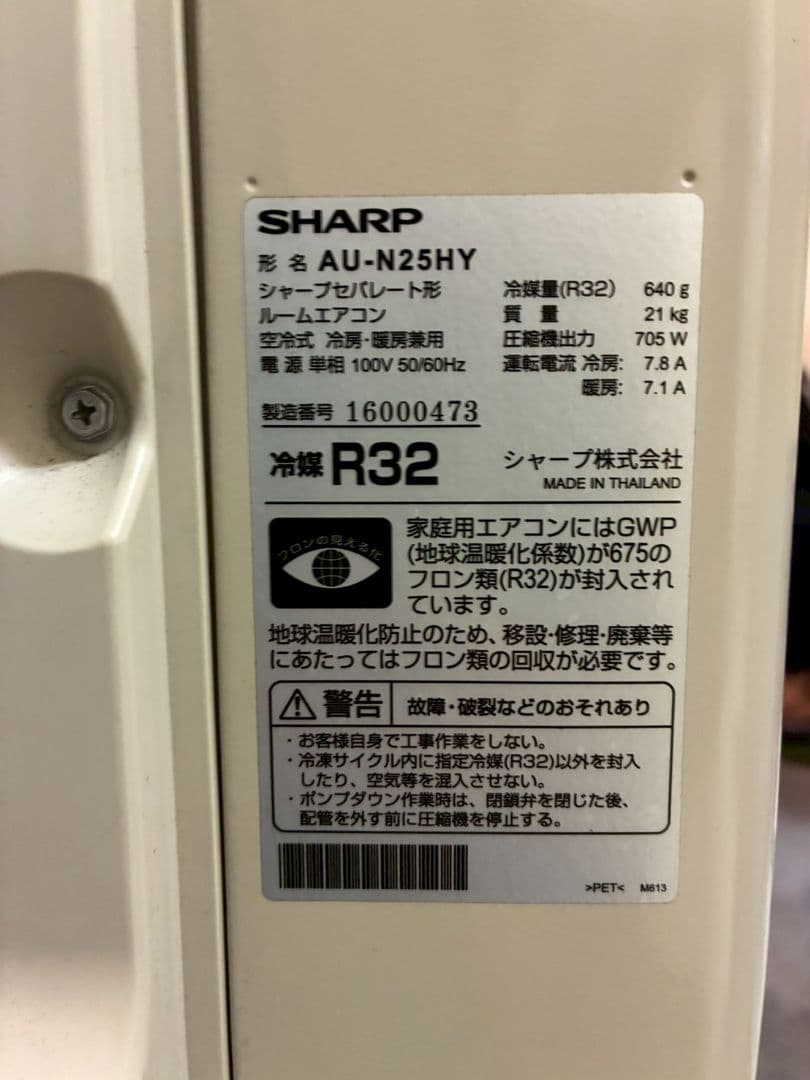 SHARP
形 名 AU-N25HY
シャープセパレート形
ルームエアコン
空冷式 冷房・暖房兼用
電 源 単相 100V 50/60Hz
冷媒量(R32) 640 g
質 量 21 kg
圧縮機出力 705 W
運転電流 冷房: 7.8 A
暖房: 7.1 A
製造番号 16000473
冷媒 R32
シャープ株式会社
MADE IN THAILAND
フロンの見える化
家庭用エアコンにはGWP
(地球温暖化係数)が675の
フロン類(R32)が封入され
ています。
地球温暖化防止のため、移設・修理・廃棄等
にあたってはフロン類の回収が必要です。
警告 故障・破裂などのおそれあり
・お客様自身で工事作業をしない。
・冷凍サイクル内に指定冷媒(R32)以外を封入
したり、空気等を混入させない。
・ポンプダウン作業時は、閉鎖弁を閉じた後、
配管を外す前に圧縮機を停止する。
>PET< M613